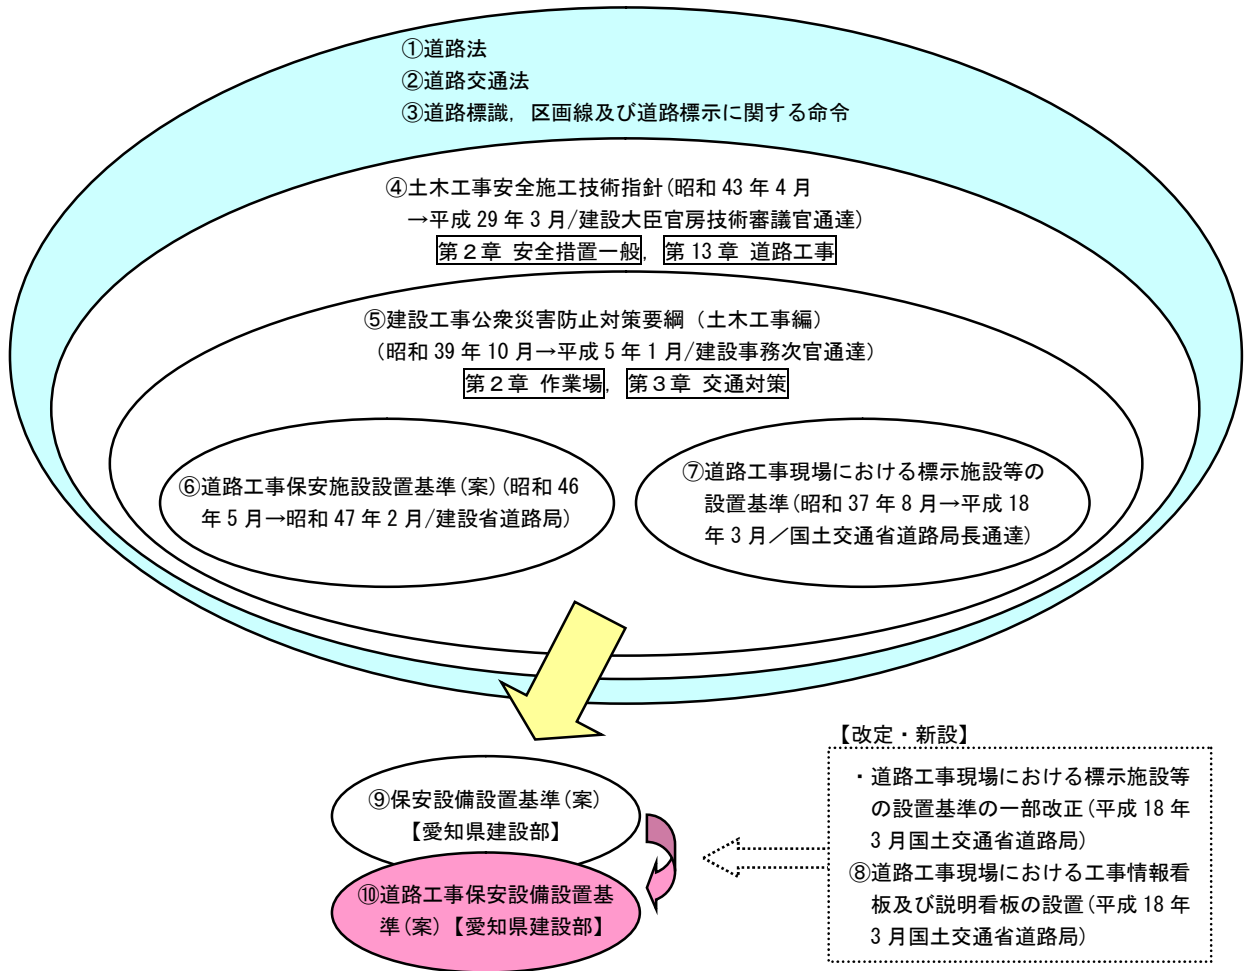 ①道路法
②道路交通法
③道路標識，区画線及び道路標示に関する命令
④土木工事安全施工技術指針(昭和 43 年 4 月
→平成 29 年 3 月/建設大臣官房技術審議官通達)
第２章 安全措置一般，第 13 章 道路工事
⑤建設工事公衆災害防止対策要綱（土木工事編）
(昭和 39 年 10 月→平成 5 年 1 月/建設事務次官通達)
第２章 作業場，第３章 交通対策
⑥道路工事保安施設設置基準(案)(昭和 46
年 5 月→昭和 47 年 2 月/建設省道路局)
⑦道路工事現場における標示施設等の
設置基準(昭和 37 年 8 月→平成 18
年 3 月／国土交通省道路局長通達)
⑨保安設備設置基準(案)
【愛知県建設部】
⑩道路工事保安設備設置基
準(案)【愛知県建設部】
【改定・新設】
・道路工事現場における標示施設等
の設置基準の一部改正(平成 18 年
3 月国土交通省道路局)
⑧道路工事現場における工事情報看
板及び説明看板の設置(平成 18 年
3 月国土交通省道路局)